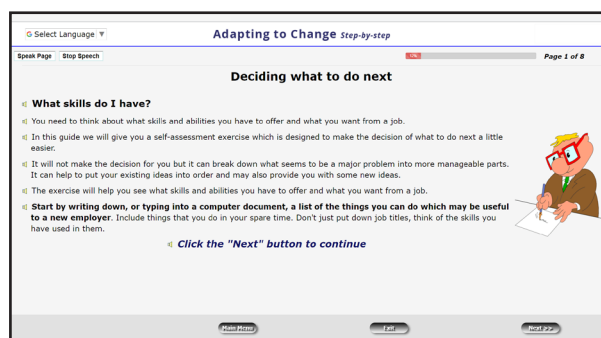 G Select Language ▼
Adapting to Change Step-by-step
Speak Page Stop Speech
Page 1 of 8
Deciding what to do next
What skills do I have?
You need to think about what skills and abilities you have to offer and what you want from a job.
In this guide we will give you a self-assessment exercise which is designed to make the decision of what to do next a little
easier.
It will not make the decision for you but it can break down what seems to be a major problem into more manageable parts.
It can help to put your existing ideas into order and may also provide you with some new ideas.
The exercise will help you see what skills and abilities you have to offer and what you want from a job.
Start by writing down, or typing into a computer document, a list of the things you can do which may be useful
to a new employer. Include things that you do in your spare time. Don't just put down job titles, think of the skills you
have used in them.
Click the "Next" button to continue
Main Menu Exit Next >>